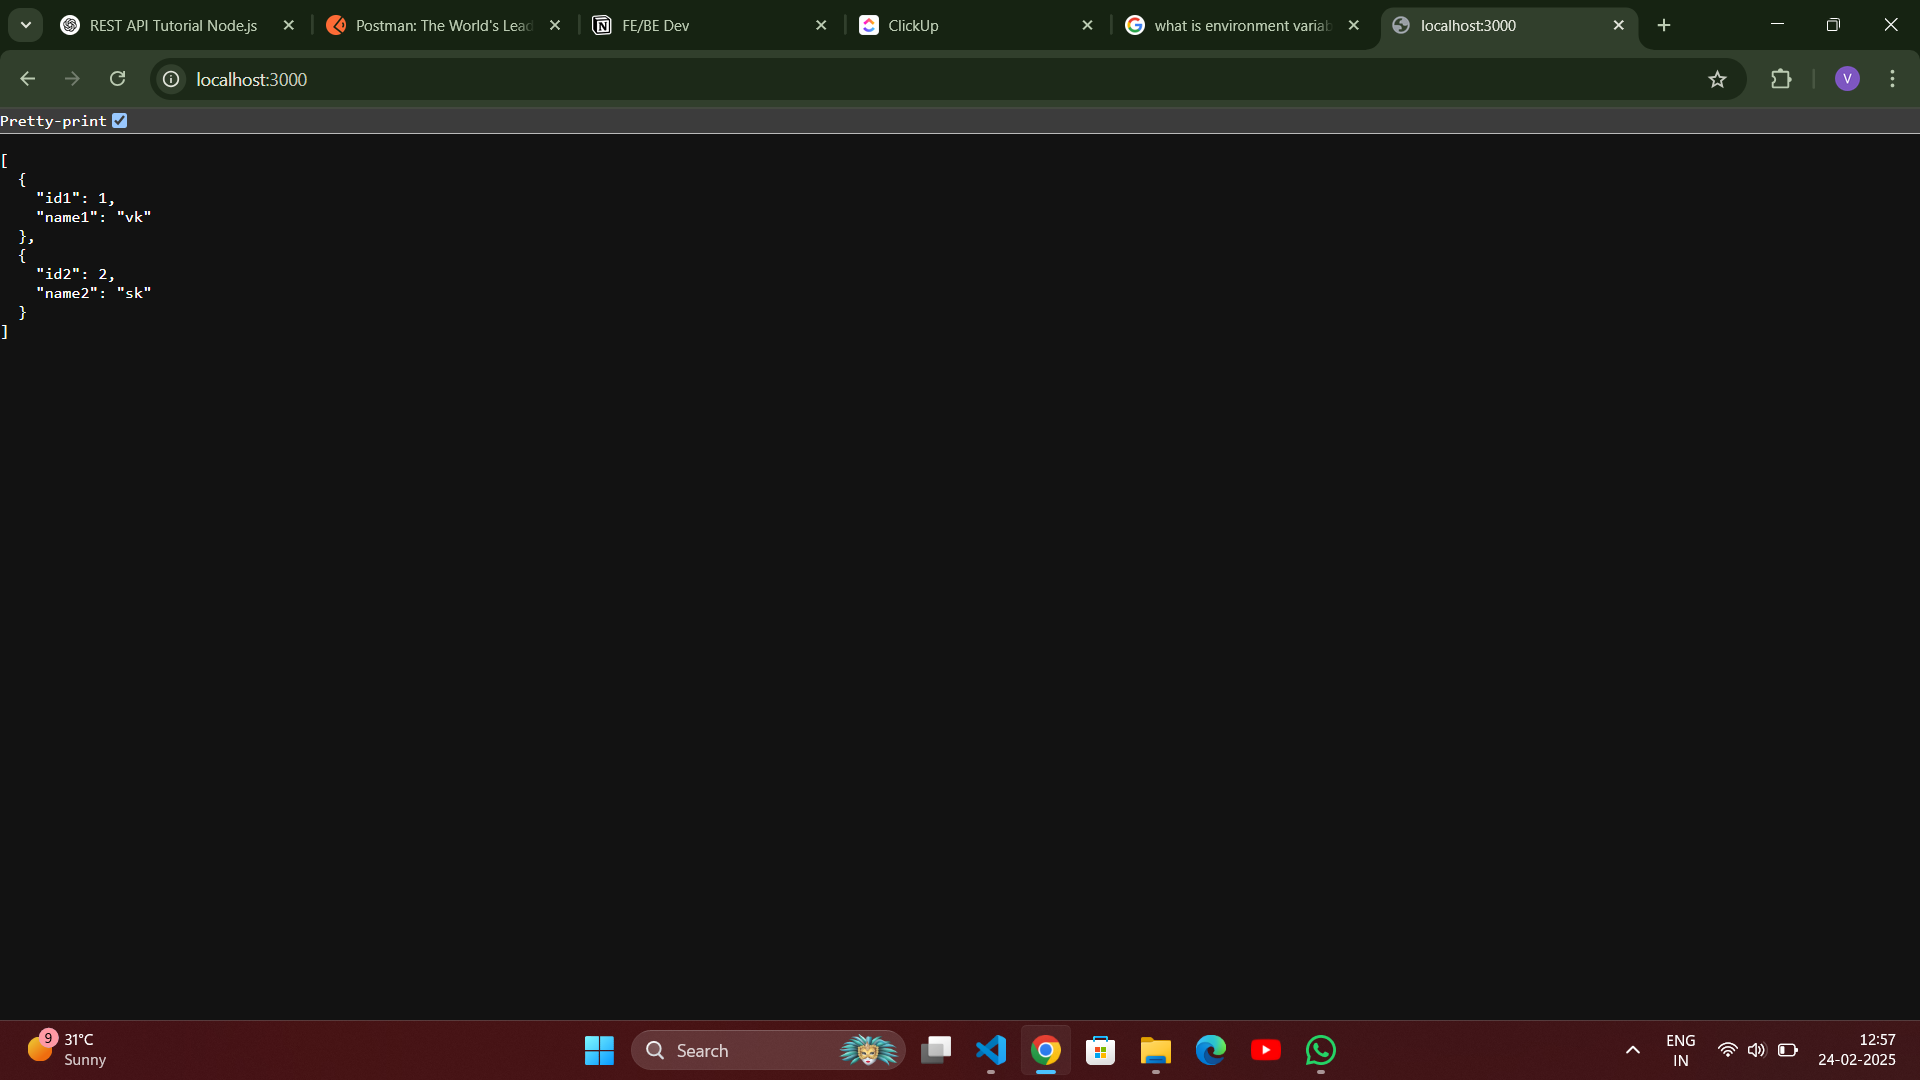 REST API Tutorial Node.js
Postman: The World's Lead
FE/BE Dev
ClickUp
what is environment variab
localhost:3000
localhost:3000
V
Pretty-print
[
  {
    "id1": 1,
    "name1": "vk"
  },
  {
    "id2": 2,
    "name2": "sk"
  }
]
9
31°C
Sunny
Search
ENG
IN
12:57
24-02-2025